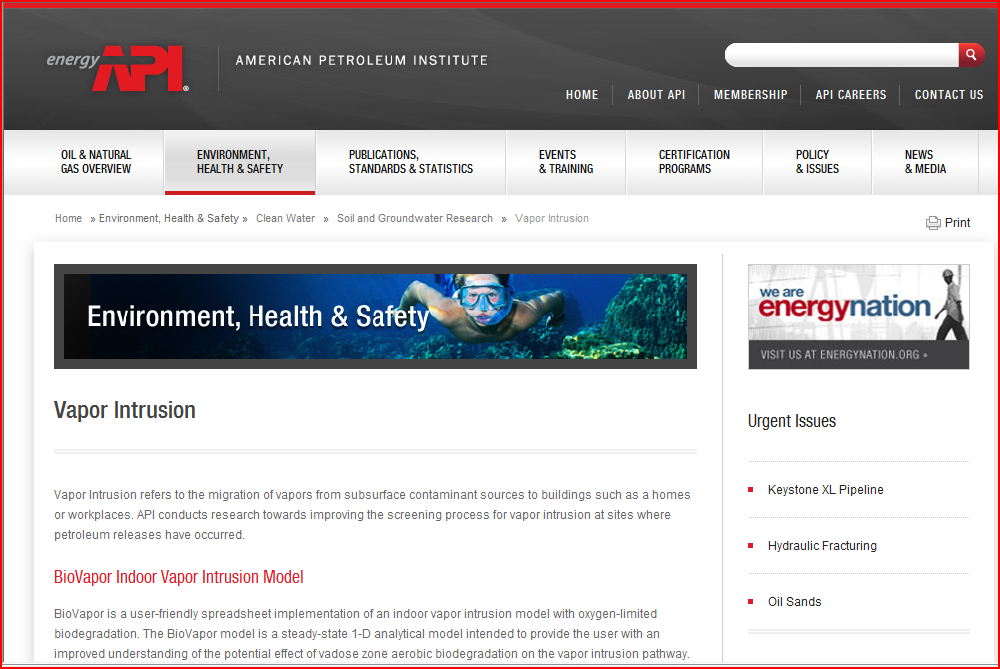 energy API®
AMERICAN PETROLEUM INSTITUTE
HOME
ABOUT API
MEMBERSHIP
API CAREERS
CONTACT US
OIL & NATURAL
GAS OVERVIEW
ENVIRONMENT,
HEALTH & SAFETY
PUBLICATIONS,
STANDARDS & STATISTICS
EVENTS
& TRAINING
CERTIFICATION
PROGRAMS
POLICY
& ISSUES
NEWS
& MEDIA
Home » Environment, Health & Safety » Clean Water » Soil and Groundwater Research » Vapor Intrusion
Print
Environment, Health & Safety
Vapor Intrusion
Vapor Intrusion refers to the migration of vapors from subsurface contaminant sources to buildings such as a homes
or workplaces. API conducts research towards improving the screening process for vapor intrusion at sites where
petroleum releases have occurred.
BioVapor Indoor Vapor Intrusion Model
BioVapor is a user-friendly spreadsheet implementation of an indoor vapor intrusion model with oxygen-limited
biodegradation. The BioVapor model is a steady-state 1-D analytical model intended to provide the user with an
improved understanding of the potential effect of vadose zone aerobic biodegradation on the vapor intrusion pathway.
we are
energynation
VISIT US AT ENERGYNATION.ORG »
Urgent Issues
Keystone XL Pipeline
Hydraulic Fracturing
Oil Sands